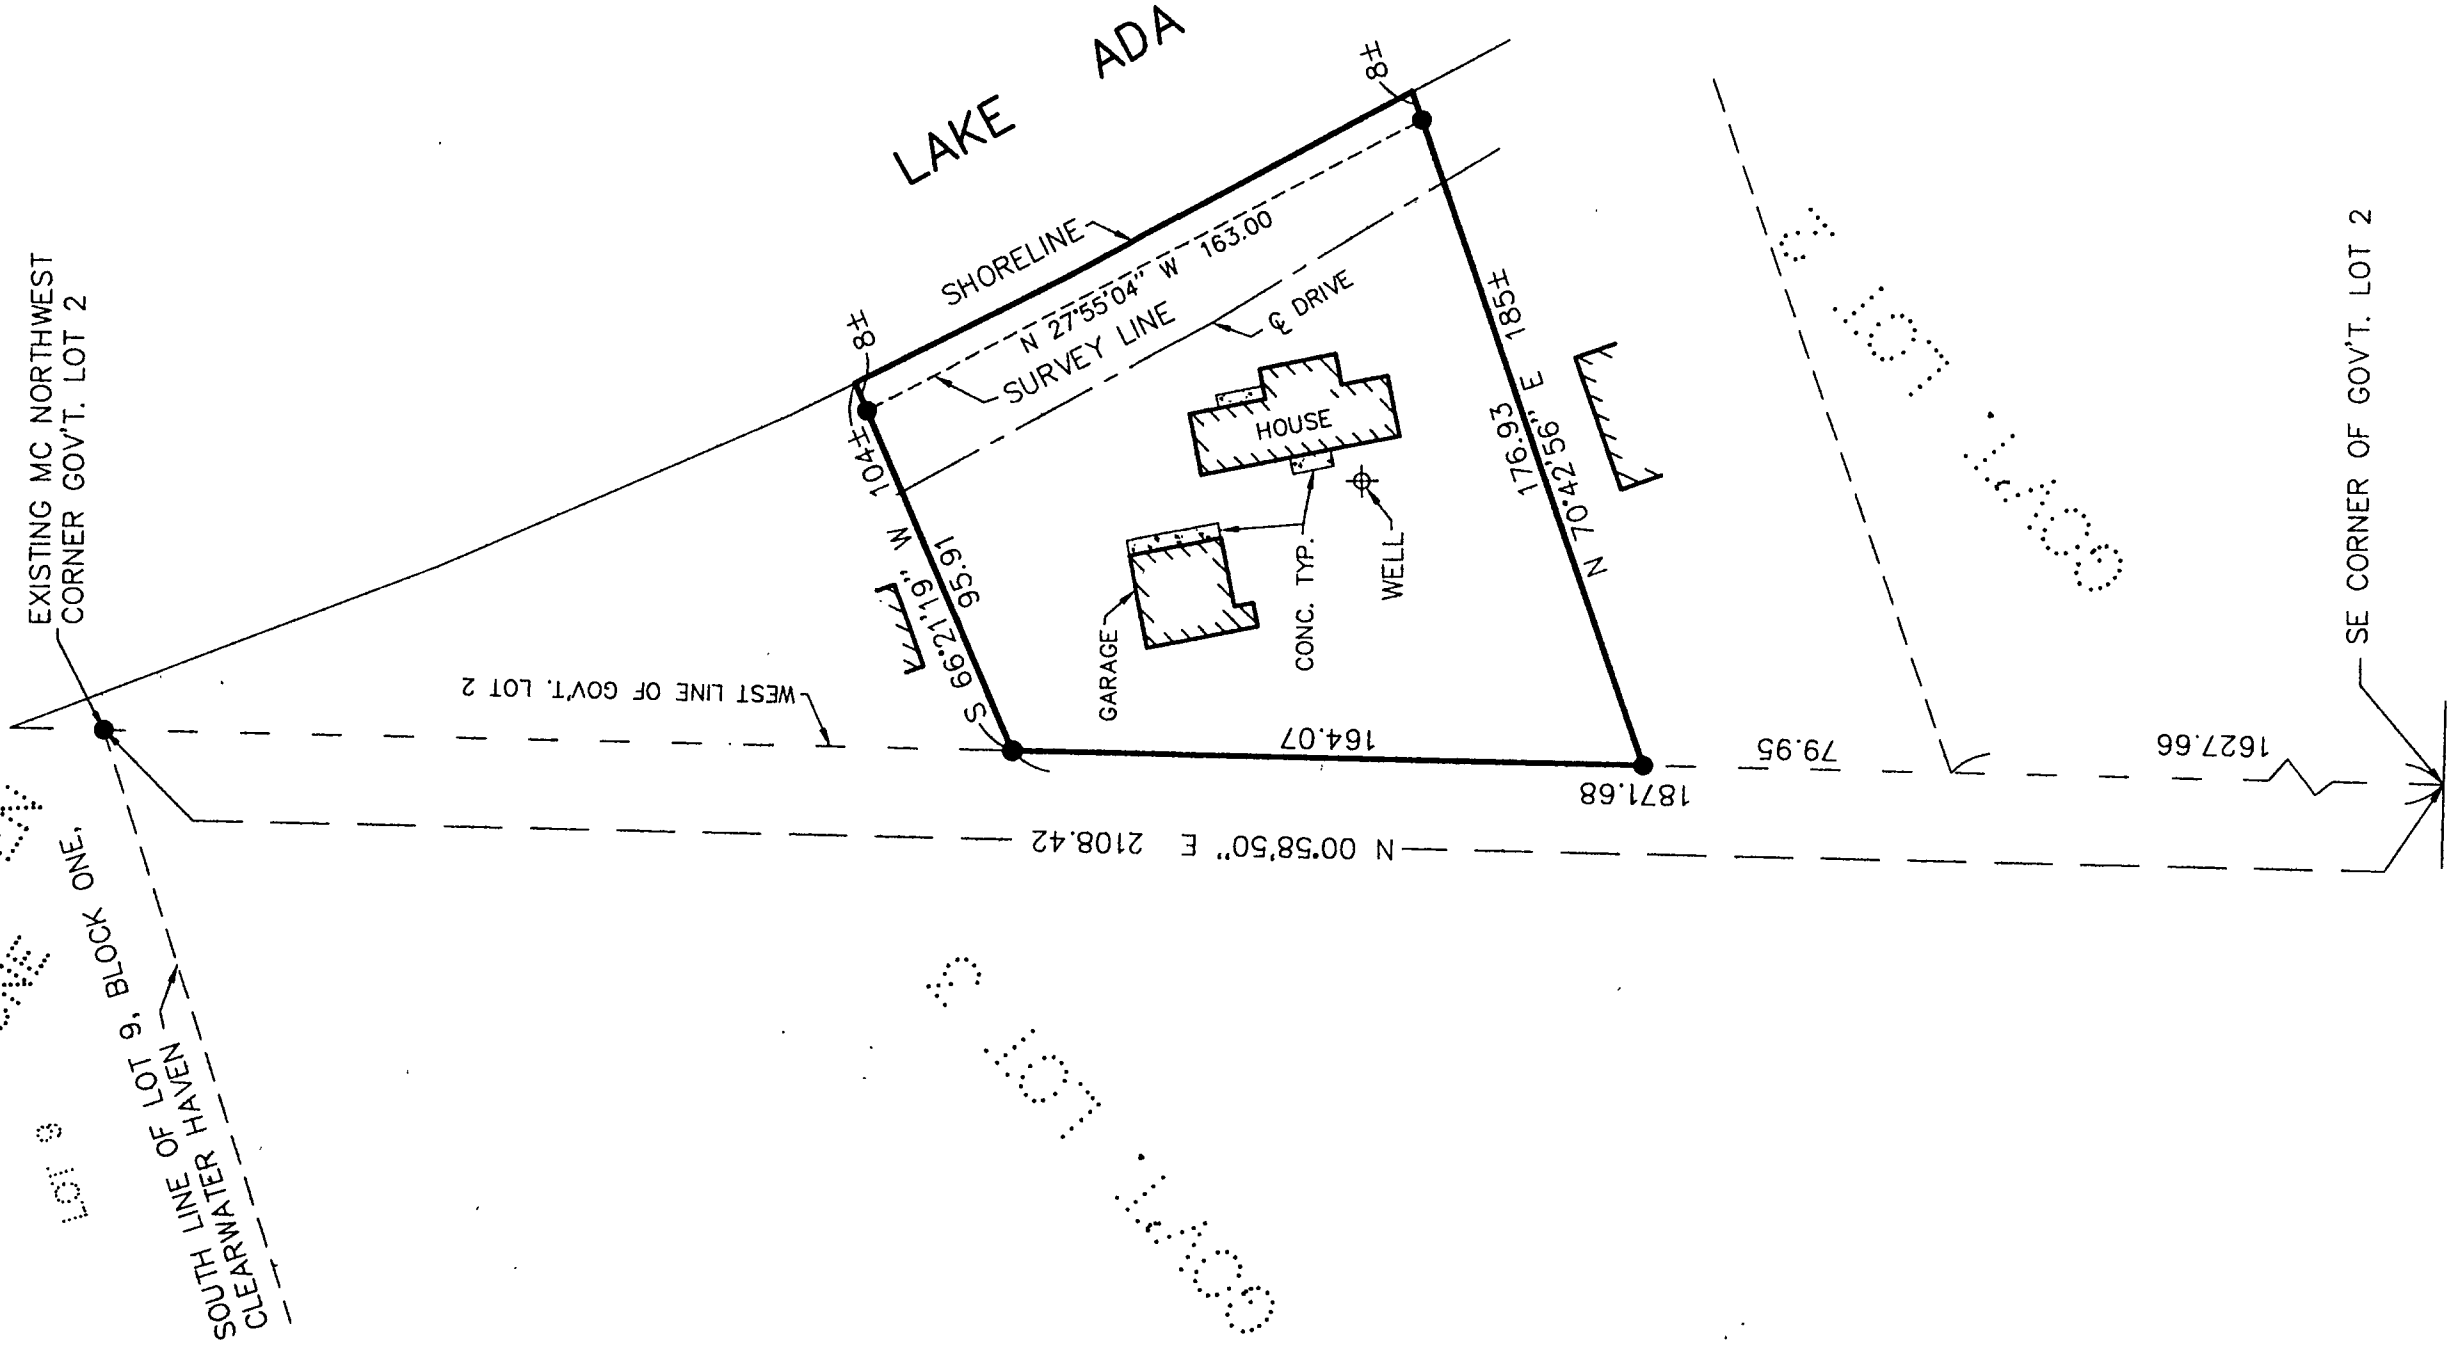 EXISTING MC NORTHWEST
CORNER GOV'T. LOT 2
LAKE ADA
8±
8±
SHORELINE
N 27°55'04" W 163.00
SURVEY LINE
℄ DRIVE
104±
S 66°21'19" W
95.91
HOUSE
185±
176.93
N 70°42'56" E
GARAGE
CONC. TYP.
WELL
WEST LINE OF GOV'T. LOT 2
164.07
79.95
1627.66
1871.68
N 00°58'50" E 2108.42
SE CORNER OF GOV'T. LOT 2
SOUTH LINE OF LOT 9, BLOCK ONE,
CLEARWATER HAVEN
LOT 9
GOV'T. LOT
GOV'T. LOT